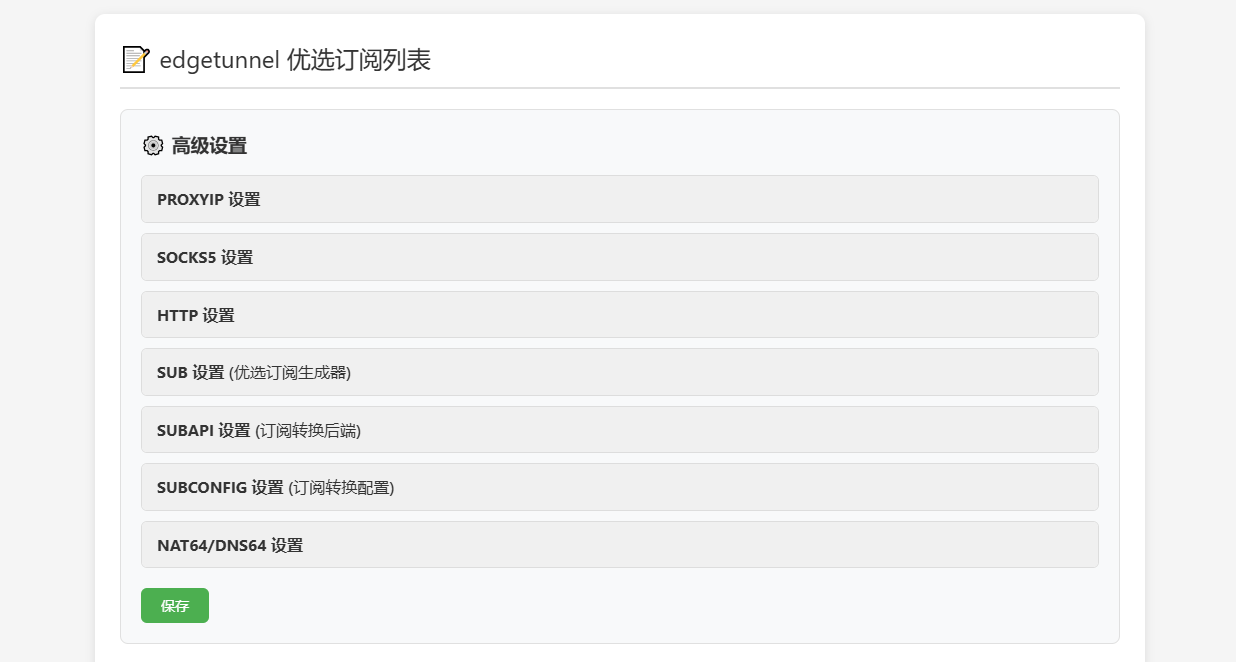 edgetunnel 优选订阅列表
高级设置
PROXYIP 设置
SOCKS5 设置
HTTP 设置
SUB 设置 (优选订阅生成器)
SUBAPI 设置 (订阅转换后端)
SUBCONFIG 设置 (订阅转换配置)
NAT64/DNS64 设置
保存